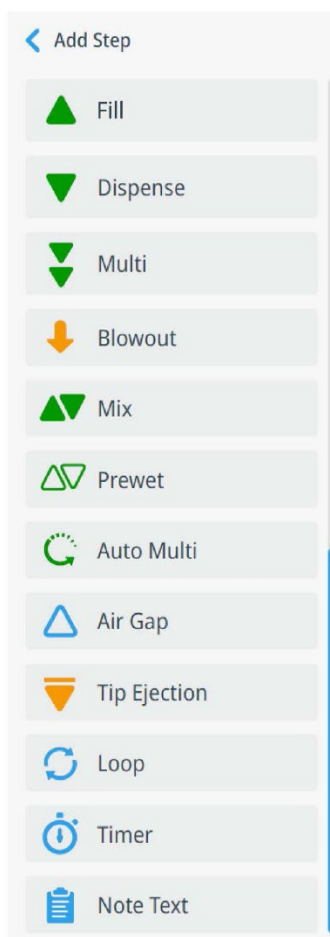 Add Step
Fill
Dispense
Multi
Blowout
Mix
Prewet
Auto Multi
Air Gap
Tip Ejection
Loop
Timer
Note Text